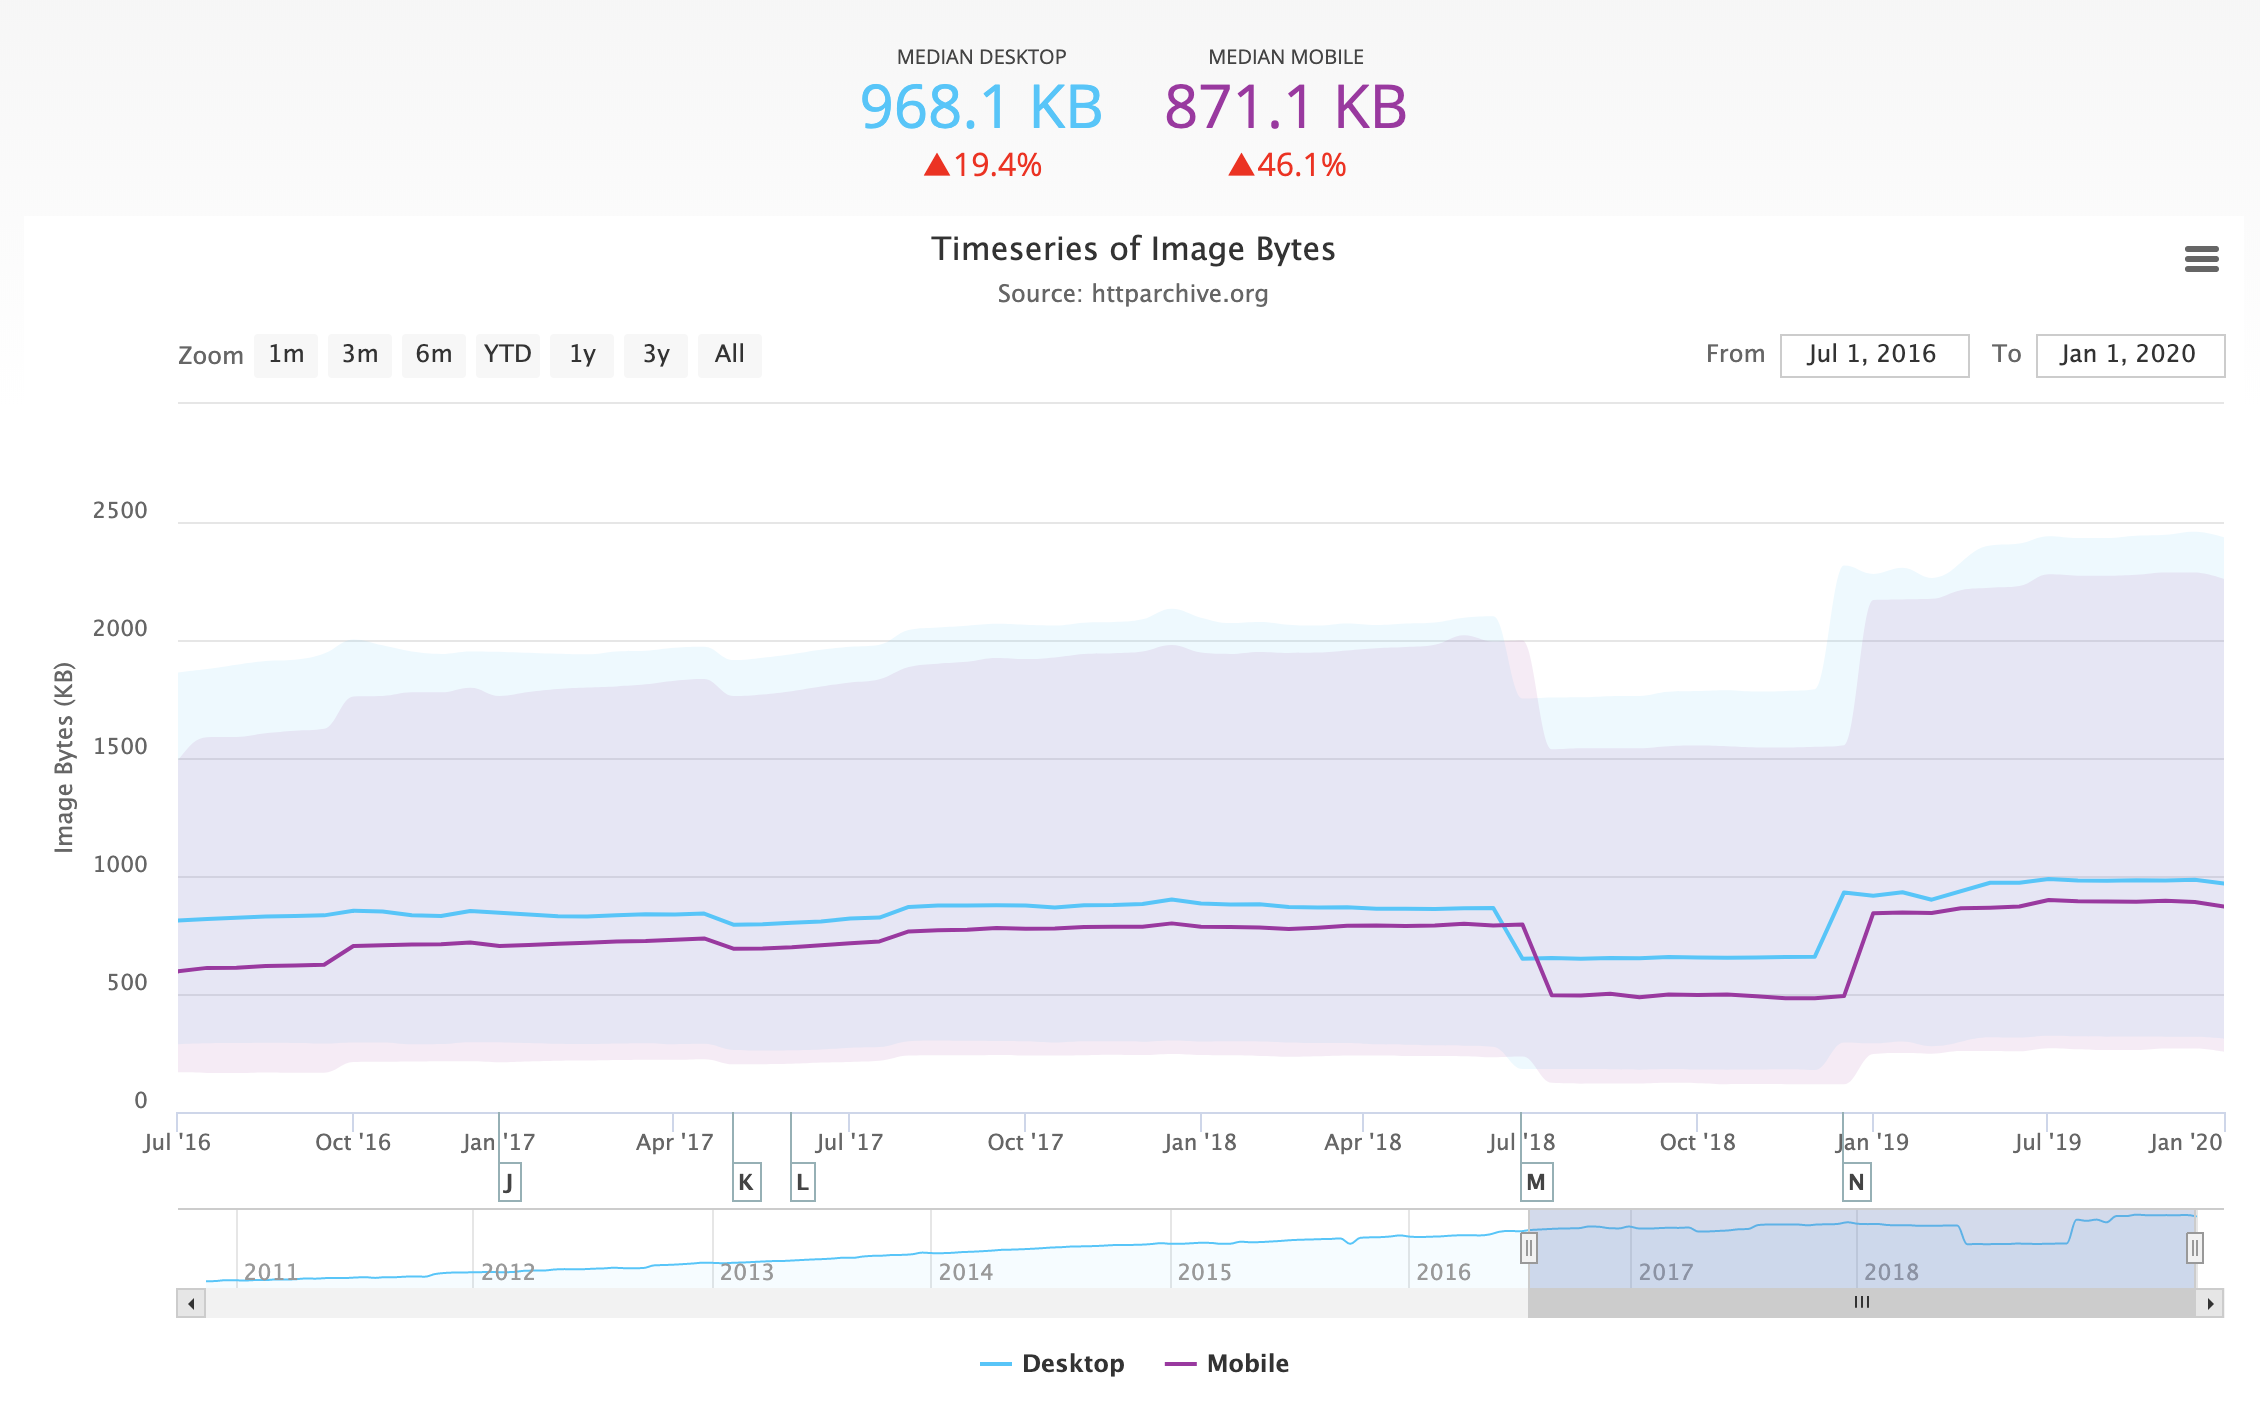 MEDIAN DESKTOP MEDIAN MOBILE
968.1 KB 871.1 KB
▲19.4% ▲46.1%
Timeseries of Image Bytes
Source: httparchive.org
Zoom 1m 3m 6m YTD 1y 3y All From Jul 1, 2016 To Jan 1, 2020
2500
2000
1500
1000
500
0
Image Bytes (KB)
Jul '16 Oct '16 Jan '17 Apr '17 Jul '17 Oct '17 Jan '18 Apr '18 Jul '18 Oct '18 Jan '19 Jul '19 Jan '20
J K L M N
2011 2012 2013 2014 2015 2016 2017 2018
Desktop Mobile